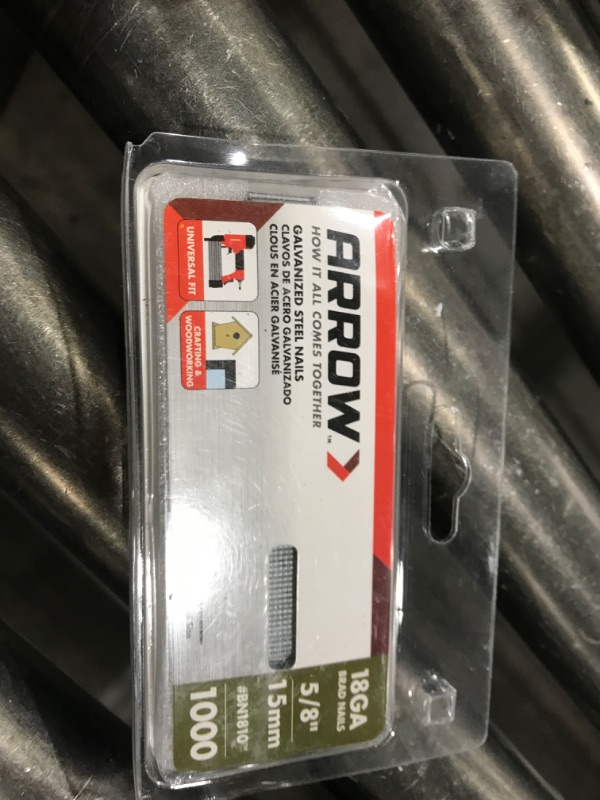 ARROW™
HOW IT ALL COMES TOGETHER
GALVANIZED STEEL NAILS
CLAVOS DE ACERO GALVANIZADO
CLOUS EN ACIER GALVANISÉ
UNIVERSAL FIT
CRAFTING &
WOODWORKING
18GA
BRAD NAILS
5/8"
15mm
#BN1810
1000